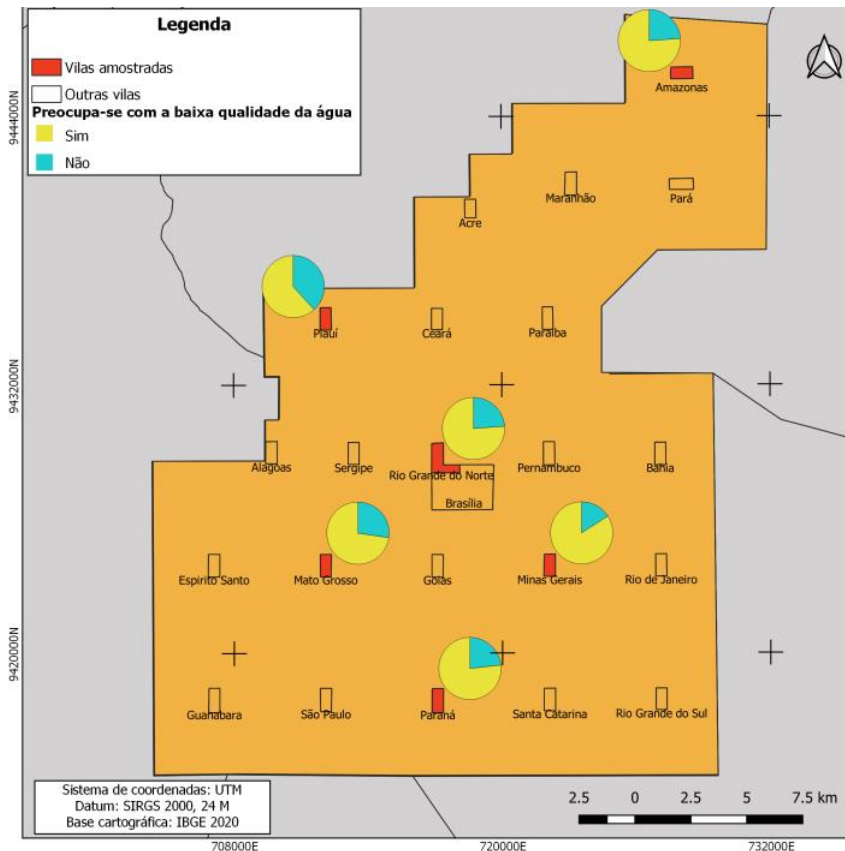 Legenda
Vilas amostradas
Outras vilas
Preocupa-se com a baixa qualidade da água
Sim
Não
Amazonas
9444000N
Maranhão
Pará
Acre
Piauí
Ceará
Paraíba
9432000N
Alagoas
Sergipe
Rio Grande do Norte
Pernambuco
Bahia
Brasília
Espirito Santo
Mato Grosso
Goiás
Minas Gerais
Rio de Janeiro
9420000N
Guanabara
São Paulo
Paraná
Santa Catarina
Rio Grande do Sul
Sistema de coordenadas: UTM
Datum: SIRGS 2000, 24 M
Base cartográfica: IBGE 2020
2.5 0 2.5 5 7.5 km
708000E 720000E 732000E